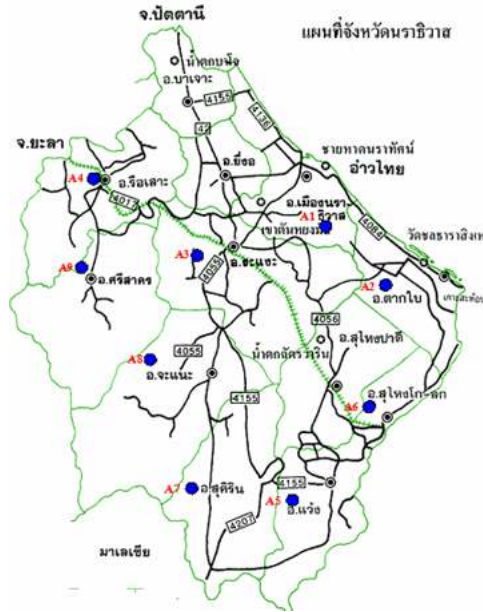 จ.ปัตตานี
แผนที่จังหวัดนราธิวาส
น้ำตกบาโจ
อ.บาเจาะ
4155
4136
42
จ.ยะลา
อ.ยี่งอ
ชายหาดนราทัศน์
อ่าวไทย
A4
อ.รือเสาะ
4017
อ.เมืองนรา
ธิวาส
A1
เขาตันหยงมัส
4084
วัดชลธาราสิงเห
A3
อ.ระแงะ
4055
A9
อ.ศรีสาคร
A2
อ.ตากใบ
4056
อ.สุไหงปาดี
4055
A8
อ.จะแนะ
น้ำตกฉัตรวาริน
4155
A6
อ.สุไหงโก-ลก
A7
อ.สุคิริน
4155
A5
อ.แว้ง
4207
มาเลเซีย